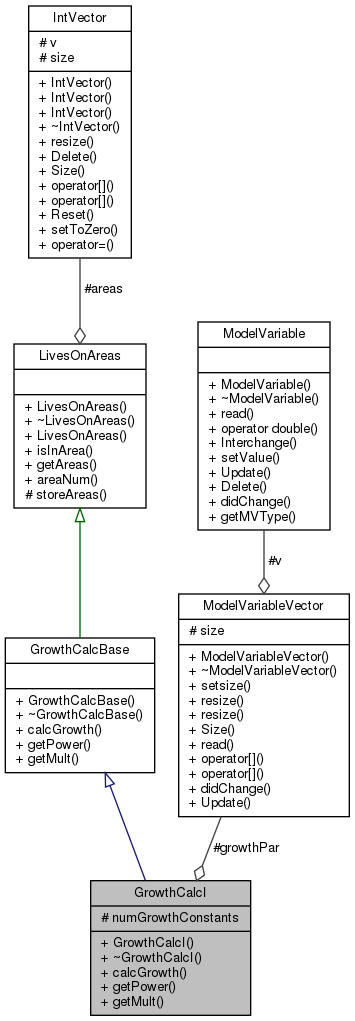 IntVector
# v
# size
+ IntVector()
+ IntVector()
+ IntVector()
+ ~IntVector()
+ resize()
+ Delete()
+ Size()
+ operator[]()
+ operator[]()
+ Reset()
+ setToZero()
+ operator=()
#areas
LivesOnAreas
+ LivesOnAreas()
+ ~LivesOnAreas()
+ LivesOnAreas()
+ isInArea()
+ getAreas()
+ areaNum()
# storeAreas()
ModelVariable
+ ModelVariable()
+ ~ModelVariable()
+ read()
+ operator double()
+ Interchange()
+ setValue()
+ Update()
+ Delete()
+ didChange()
+ getMVType()
#v
ModelVariableVector
# size
+ ModelVariableVector()
+ ~ModelVariableVector()
+ setsize()
+ resize()
+ resize()
+ Size()
+ read()
+ operator[]()
+ operator[]()
+ didChange()
+ Update()
GrowthCalcBase
+ GrowthCalcBase()
+ ~GrowthCalcBase()
+ calcGrowth()
+ getPower()
+ getMult()
#growthPar
GrowthCalcI
# numGrowthConstants
+ GrowthCalcI()
+ ~GrowthCalcI()
+ calcGrowth()
+ getPower()
+ getMult()